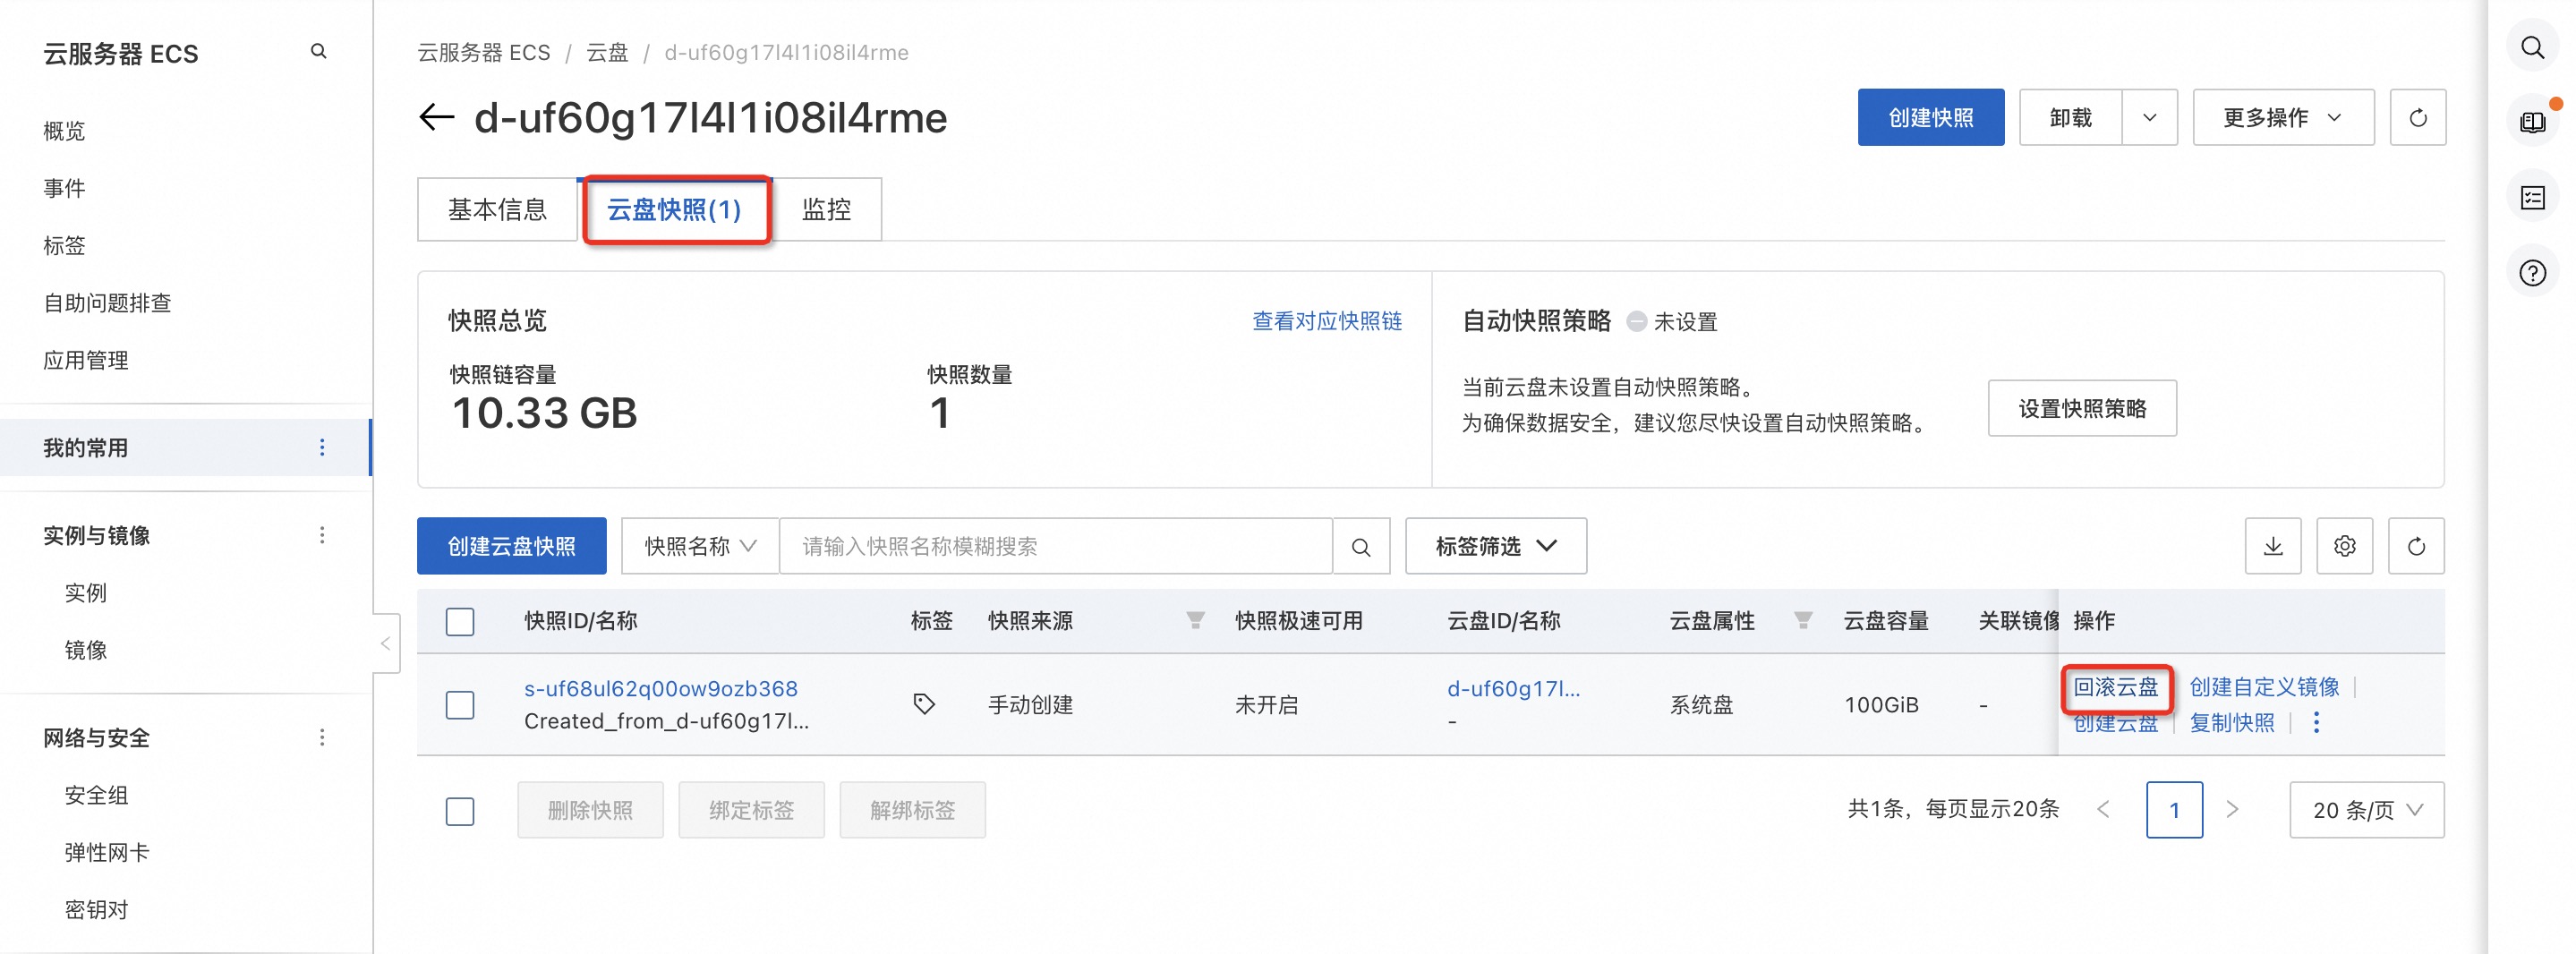 云服务器 ECS
概览
事件
标签
自助问题排查
应用管理
我的常用
实例与镜像
实例
镜像
网络与安全
安全组
弹性网卡
密钥对
云服务器 ECS / 云盘 / d-uf60g17l4l1i08il4rme
d-uf60g17l4l1i08il4rme
创建快照
卸载
更多操作
基本信息
云盘快照(1)
监控
快照总览
查看对应快照链
快照链容量
10.33 GB
快照数量
1
自动快照策略 未设置
当前云盘未设置自动快照策略。
为确保数据安全，建议您尽快设置自动快照策略。
设置快照策略
创建云盘快照
快照名称
请输入快照名称模糊搜索
标签筛选
快照ID/名称 标签 快照来源 快照极速可用 云盘ID/名称 云盘属性 云盘容量 关联镜像 操作
s-uf68ul62q00ow9ozb368
Created_from_d-uf60g17l...
手动创建
未开启
d-uf60g17l...
-
系统盘
100GiB
-
回滚云盘 创建自定义镜像
创建云盘 复制快照
删除快照
绑定标签
解绑标签
共1条，每页显示20条
1
20 条/页